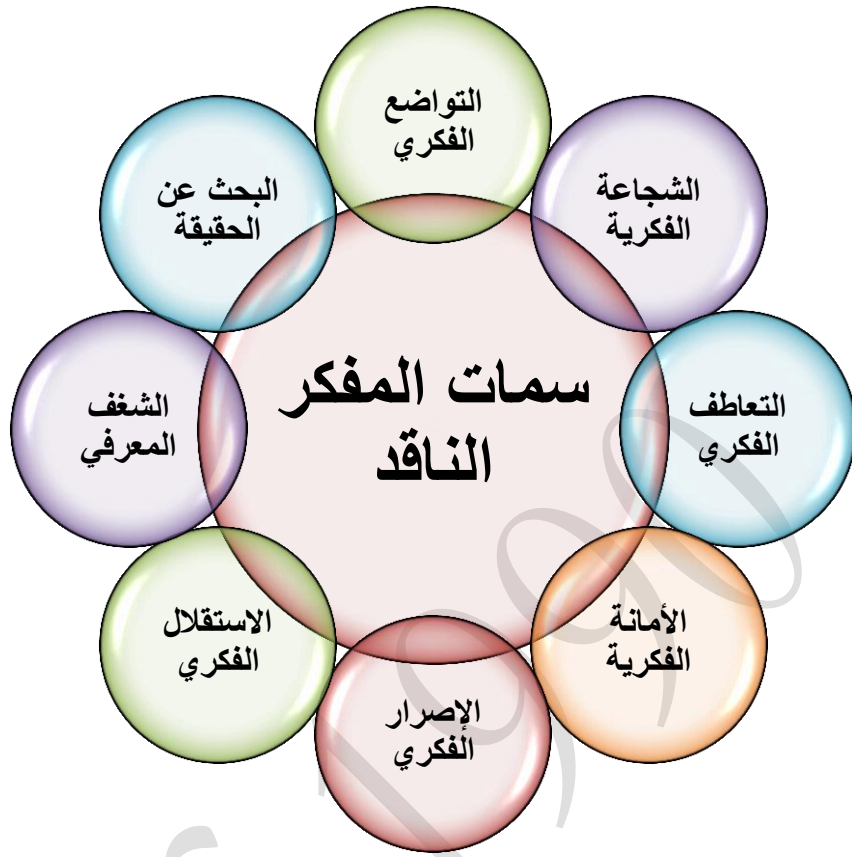 التواضع
الفكري
الشجاعة
الفكرية
التعاطف
الفكري
الأمانة
الفكرية
الإصرار
الفكري
الاستقلال
الفكري
الشغف
المعرفي
البحث عن
الحقيقة
سمات المفكر
الناقد